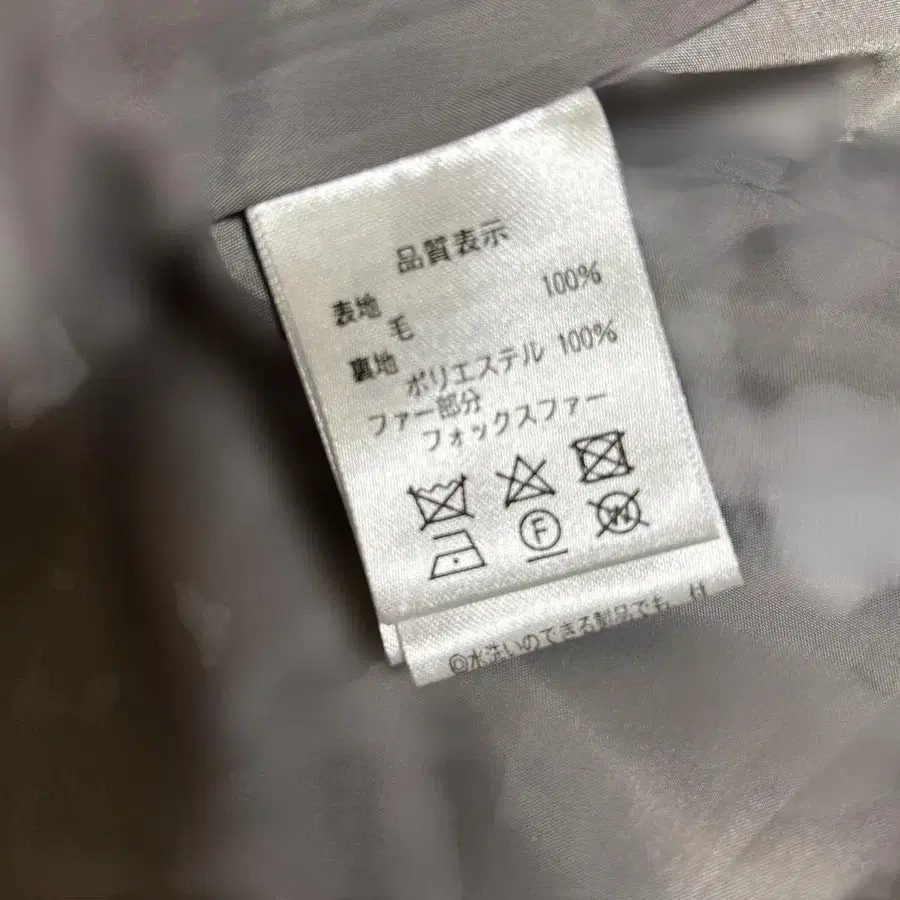 品質表示
表地
毛 100%
裏地
ポリエステル 100%
ファー部分
フォックスファー
F
W
◎水洗いのできる製品でも、付